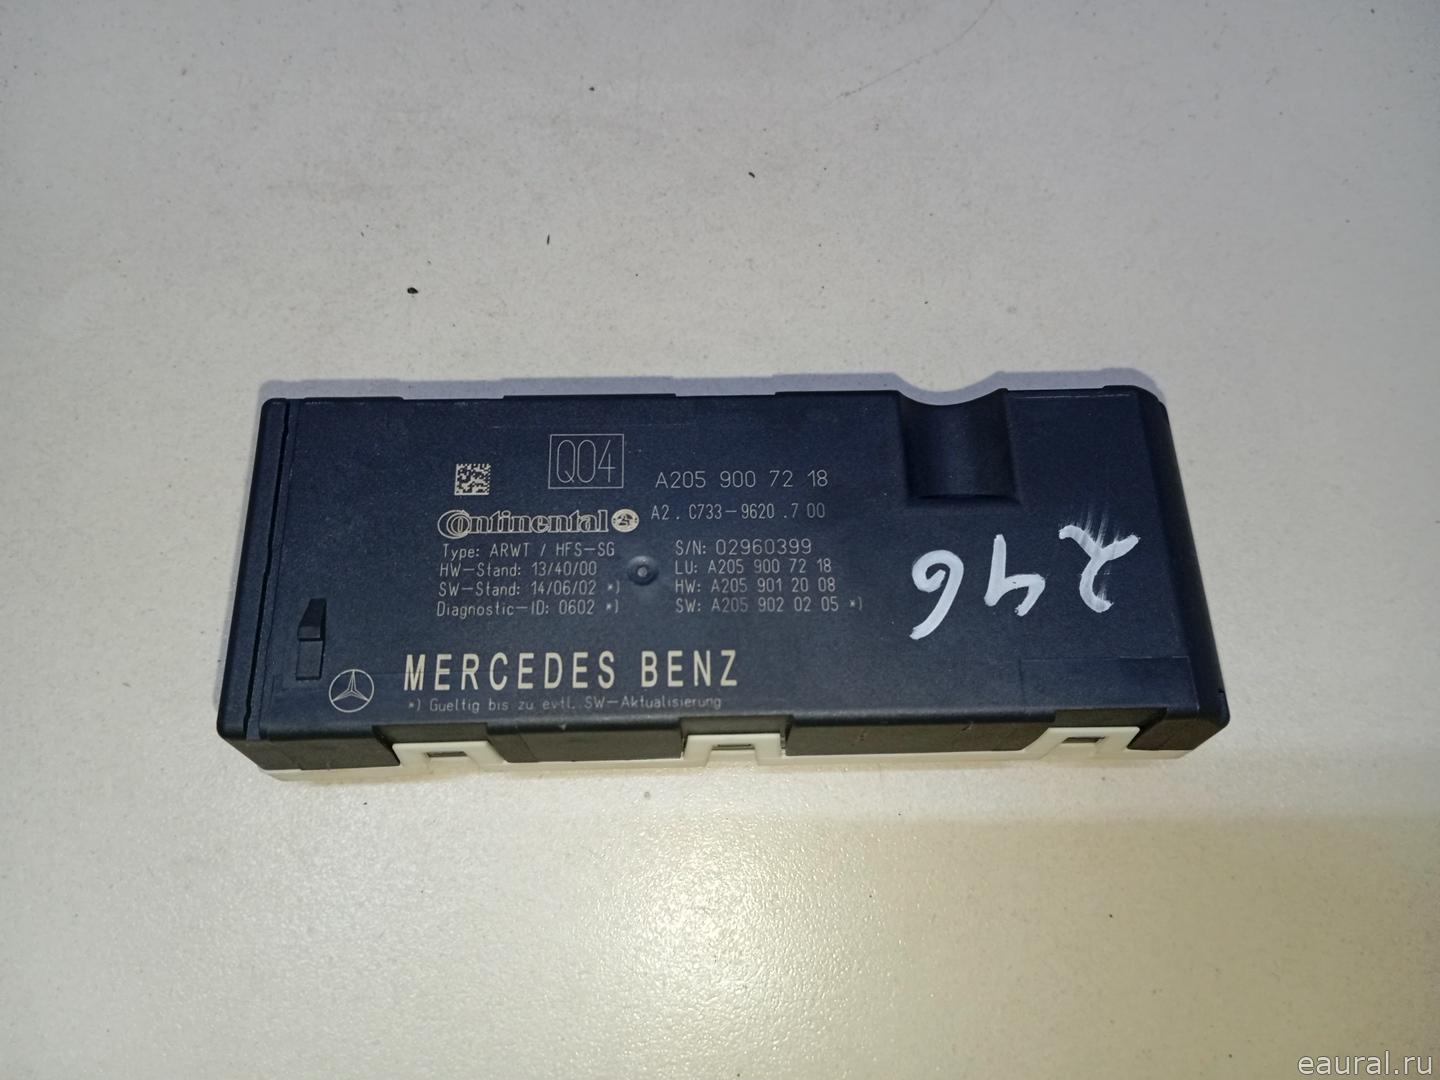 Q04
A205 900 72 18
Continental
A2.C733-9620.700
Type: ARWT / HFS-SG
HW-Stand: 13/40/00
SW-Stand: 14/06/02 *)
Diagnostic-ID: 0602 *)
S/N: 02960399
LU: A205 900 72 18
HW: A205 901 20 08
SW: A205 902 02 05 *)
246
MERCEDES BENZ
*) Gueltig bis zu evtl. SW-Aktualisierung
eaural.ru